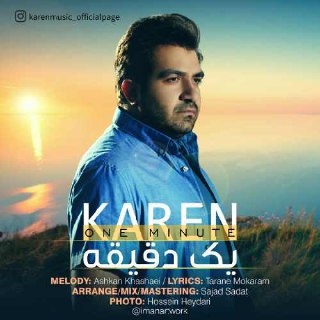 karenmusic_officialpage
KAREN
ONE MINUTE
یک دقیقه
MELODY: Ashkan Khashaei / LYRICS: Tarane Mokaram
ARRANGE/MIX/MASTERING: Sajad Sadat
PHOTO: Hossein Heydari
@imanartwork